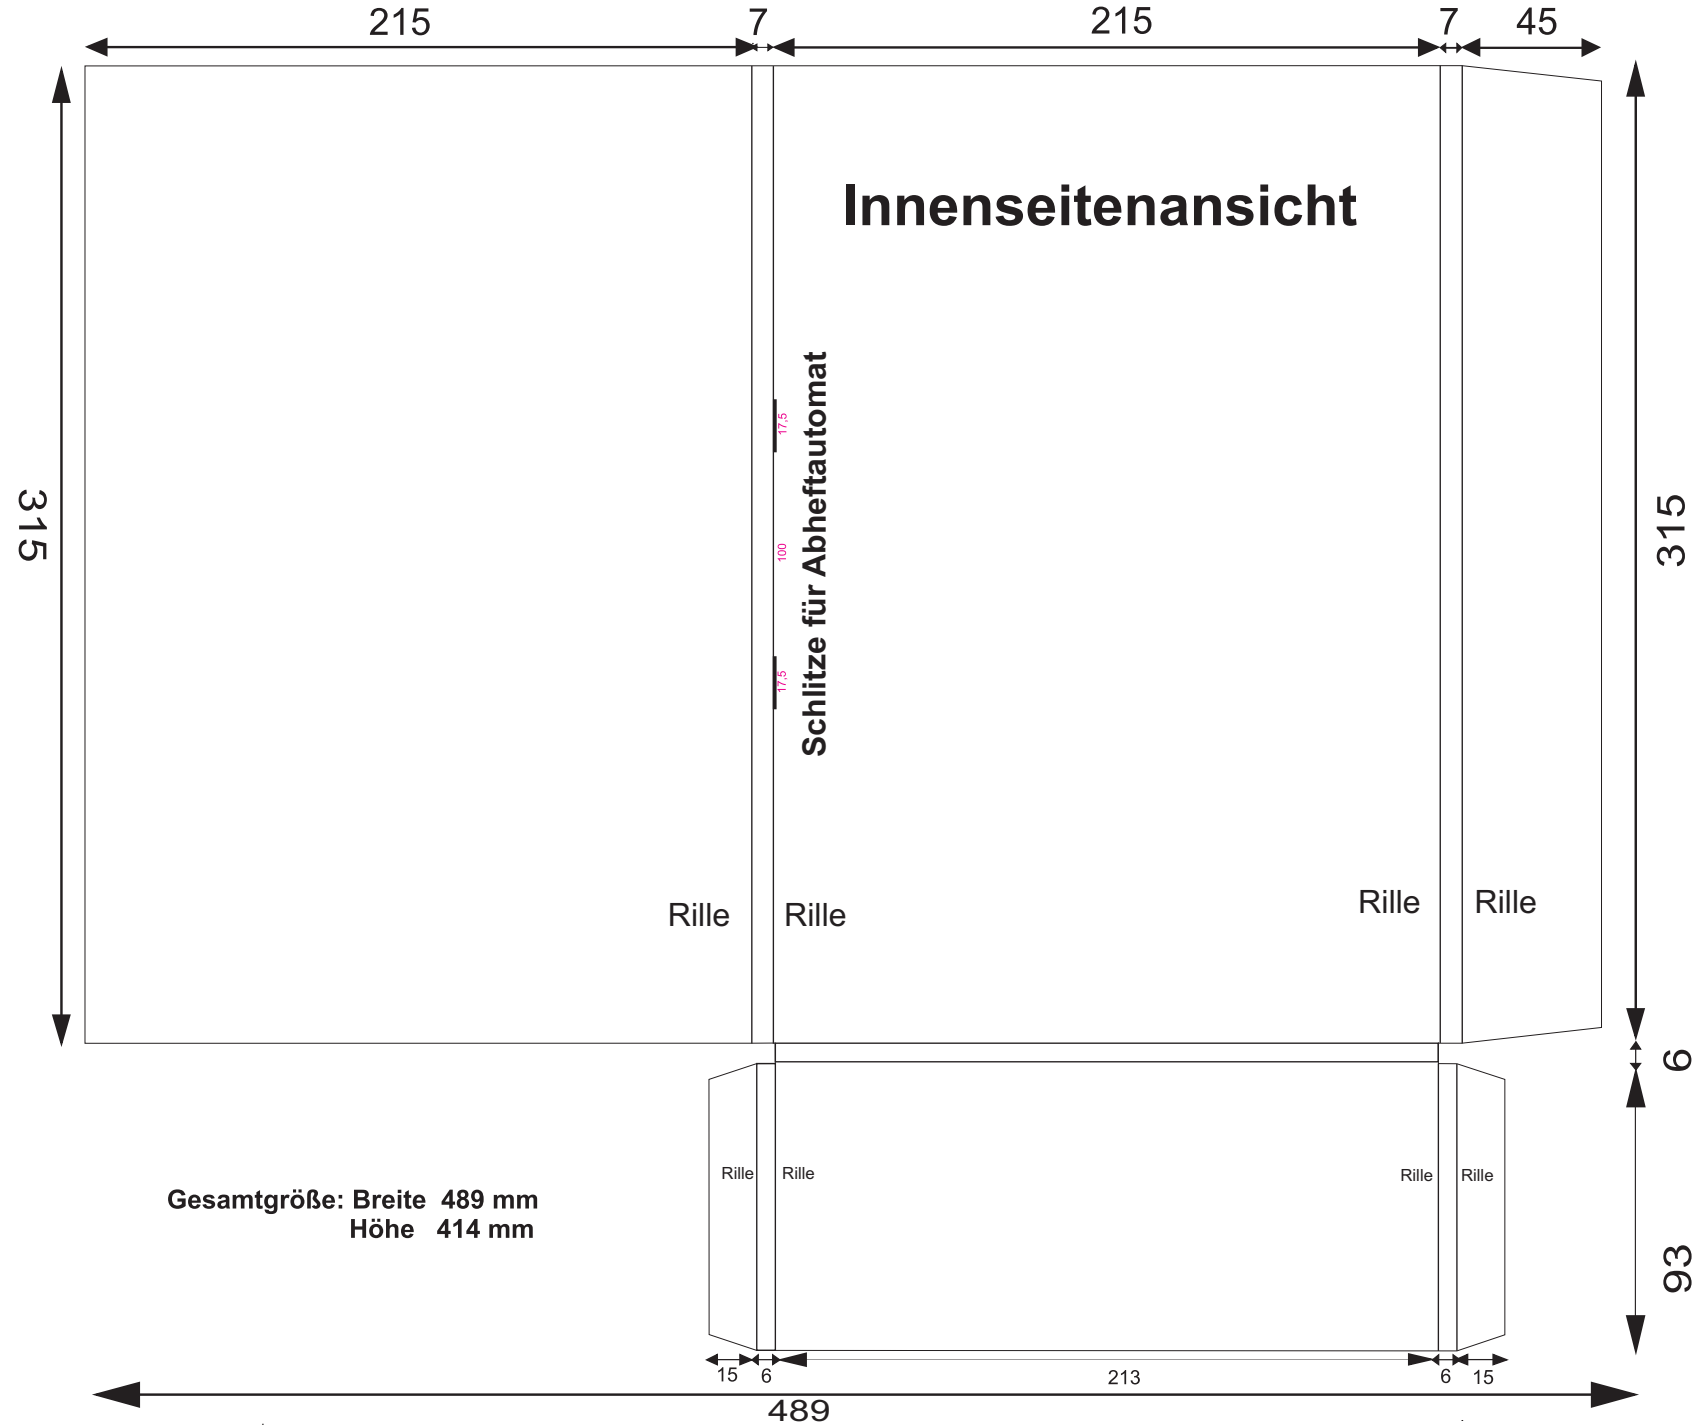 215 7 215 7 45
Innenseitenansicht
17,5
100
17,5
Schlitze für Abheftautomat
315
315
Rille Rille Rille Rille
6
Rille Rille Rille Rille
Gesamtgröße: Breite 489 mm
Höhe 414 mm
93
15 6 213 6 15
489